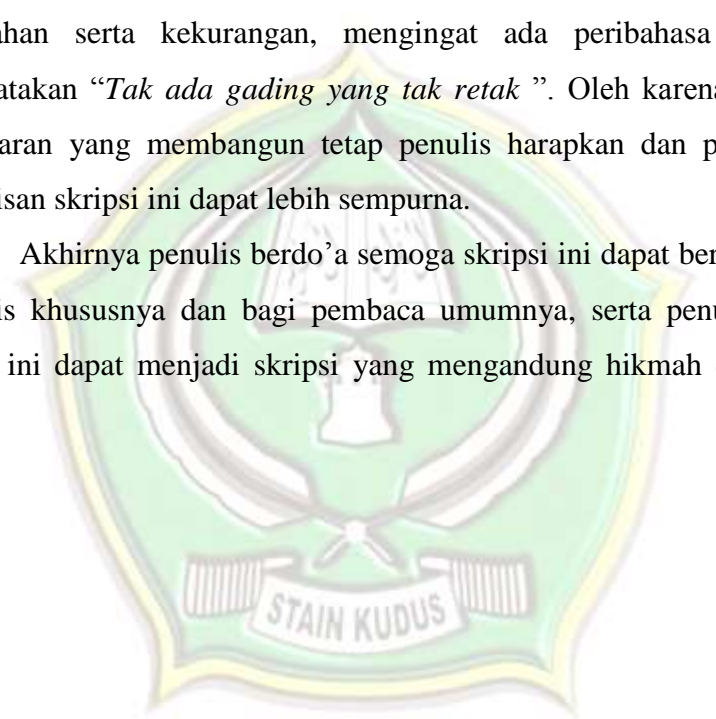 ahan serta kekurangan, mengingat ada peribahasa
atakan “Tak ada gading yang tak retak ”. Oleh karena
aran yang membangun tetap penulis harapkan dan p
isan skripsi ini dapat lebih sempurna.
Akhirnya penulis berdo’a semoga skripsi ini dapat ber
is khususnya dan bagi pembaca umumnya, serta penu
ini dapat menjadi skripsi yang mengandung hikmah
STAIN KUDUS